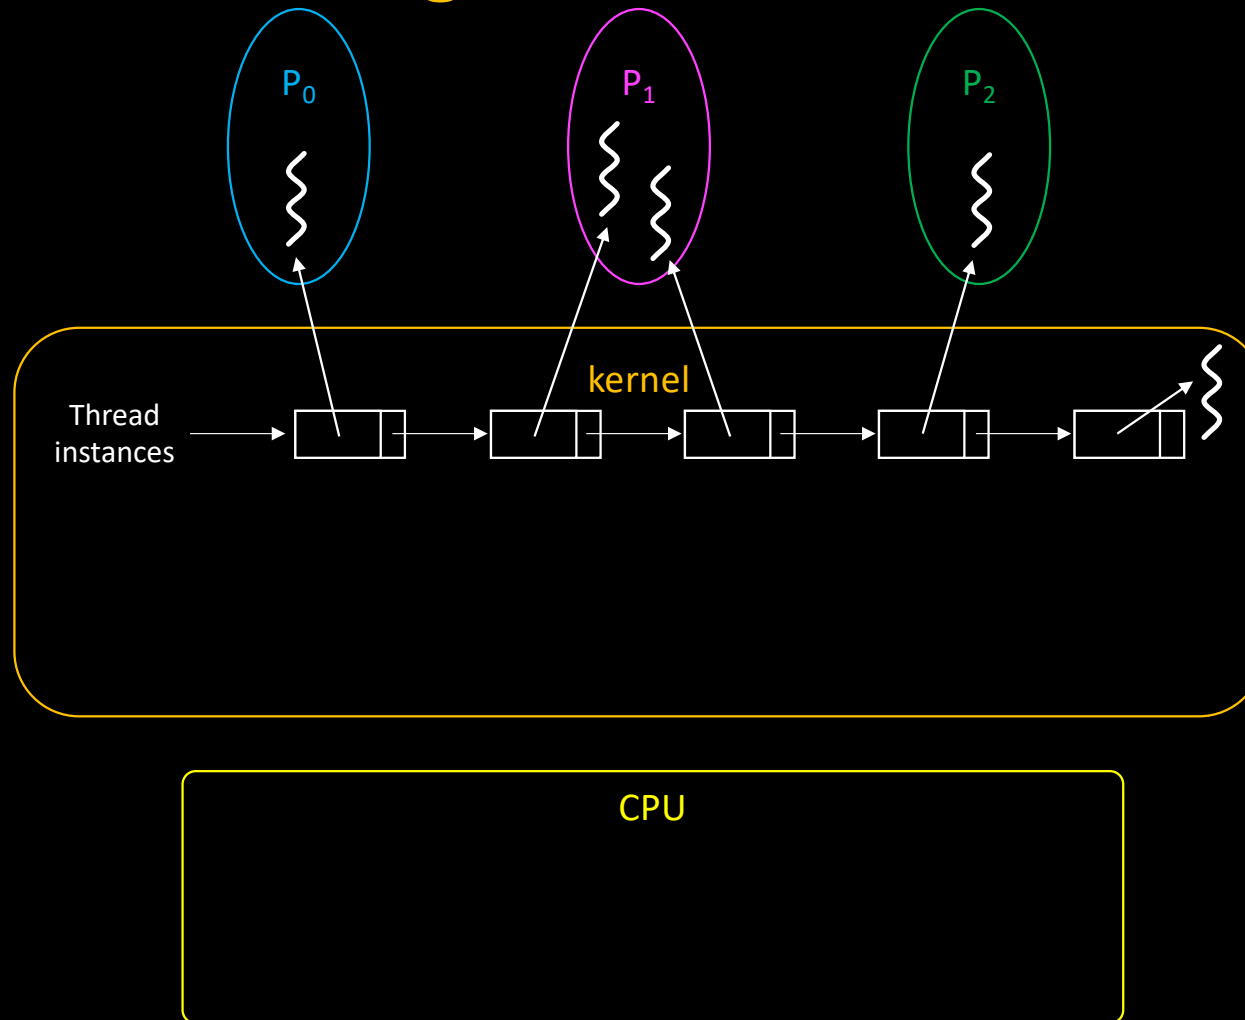 P₀
P₁
P₂
kernel
Thread
instances
CPU